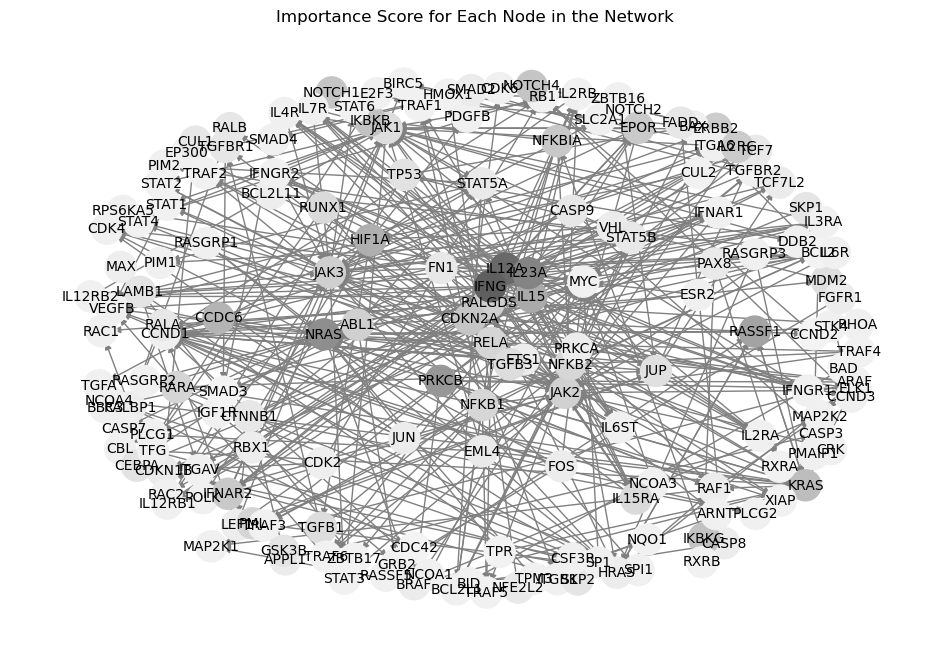 Importance Score for Each Node in the Network
BIRC5
NOTCH4
SMAD2
CDK6
NOTCH1
E2F3
HMOX1
RB1
IL2RB
ZBTB16
STAT6
TRAF1
IL7R
IL4R
NOTCH2
PDGFB
SLC2A1
IKBKB
FADD
JAK1
EPOR
ERBB2
RALB
SMAD4
CUL1
NFKBIA
TGFBR1
ITGA6
IL2RG
EP300
TCF7
PIM2
TRAF2
IFNGR2
TP53
CUL2
TGFBR2
STAT2
STAT5A
TCF7L2
BCL2L11
STAT1
RUNX1
SKP1
RPS6KA5
CASP9
IFNAR1
IL3RA
STAT4
CDK4
VHL
STAT5B
HIF1A
RASGRP1
DDB2
BCL2
IL6R
RASGRP3
PIM1
PAX8
MAX
FN1
IL12A
IL23A
JAK3
MYC
MDM2
IFNG
LAMB1
IL12RB2
IL15
ESR2
FGFR1
RALGDS
VEGFB
CDKN2A
CCDC6
RALA
ABL1
STK4
RHOA
RAC1
CCND1
NRAS
RASSF1
CCND2
RELA
PRKCA
TRAF4
ETS1
TGFB3
NFKB2
BAD
JUP
PRKCB
RASGRP2
ARAF
TGFA
RARA
SMAD3
JAK2
IFNGR1
ELK1
NCOA4
CCND3
RALBP1
NFKB1
IGF1R
CTNNB1
MAP2K2
CASP7
IL6ST
PLCG1
JUN
IL2RA
CASP3
CBL
TFG
RBX1
EML4
PMAIP1
CRK
CEBPA
CDKN1B
ITGAV
CDK2
FOS
RXRA
NCOA3
KRAS
RAC2
POLK
IFNAR2
IL15RA
RAF1
XIAP
IL12RB1
ARNT
PLCG2
LEF1
PML
TRAF3
TGFB1
IKBKG
NQO1
CASP8
MAP2K1
GSK3B
CDC42
TPR
APPL1
TRAF6
ZBTB17
CSF3R
SP1
RXRB
GRB2
SPI1
STAT3
RASSF5
NCOA1
HRAS
BRAF
BID
TPM3
SKP2
BCL2L1
NFE2L2
TRAF5